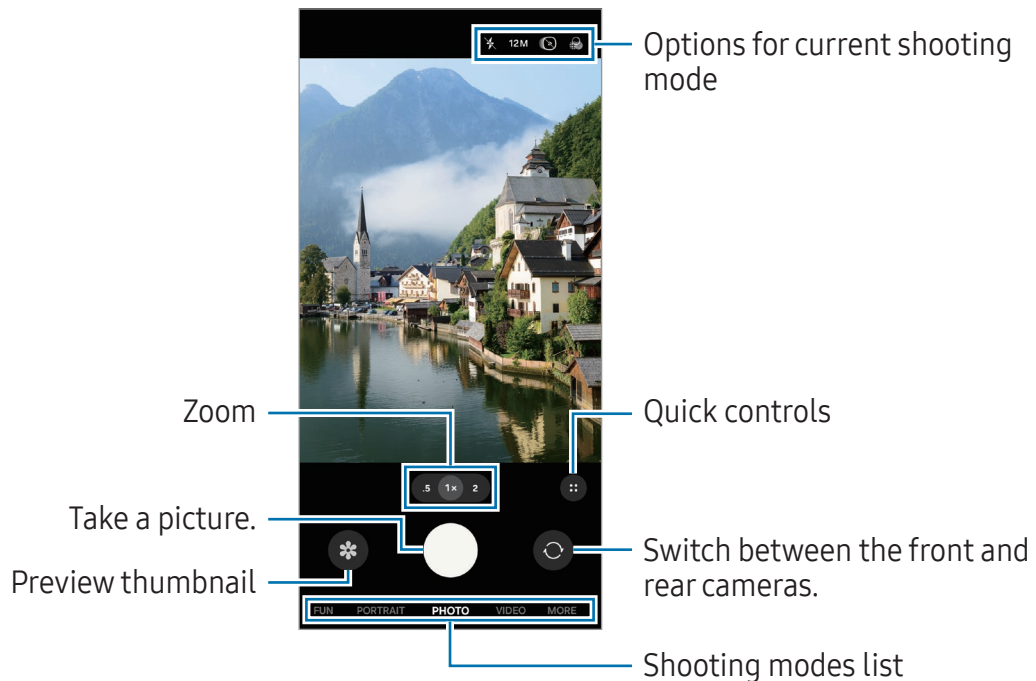 12M
Options for current shooting
mode
Zoom
Quick controls
.5 1× 2
Take a picture.
Switch between the front and
rear cameras.
Preview thumbnail
FUN PORTRAIT PHOTO VIDEO MORE
Shooting modes list